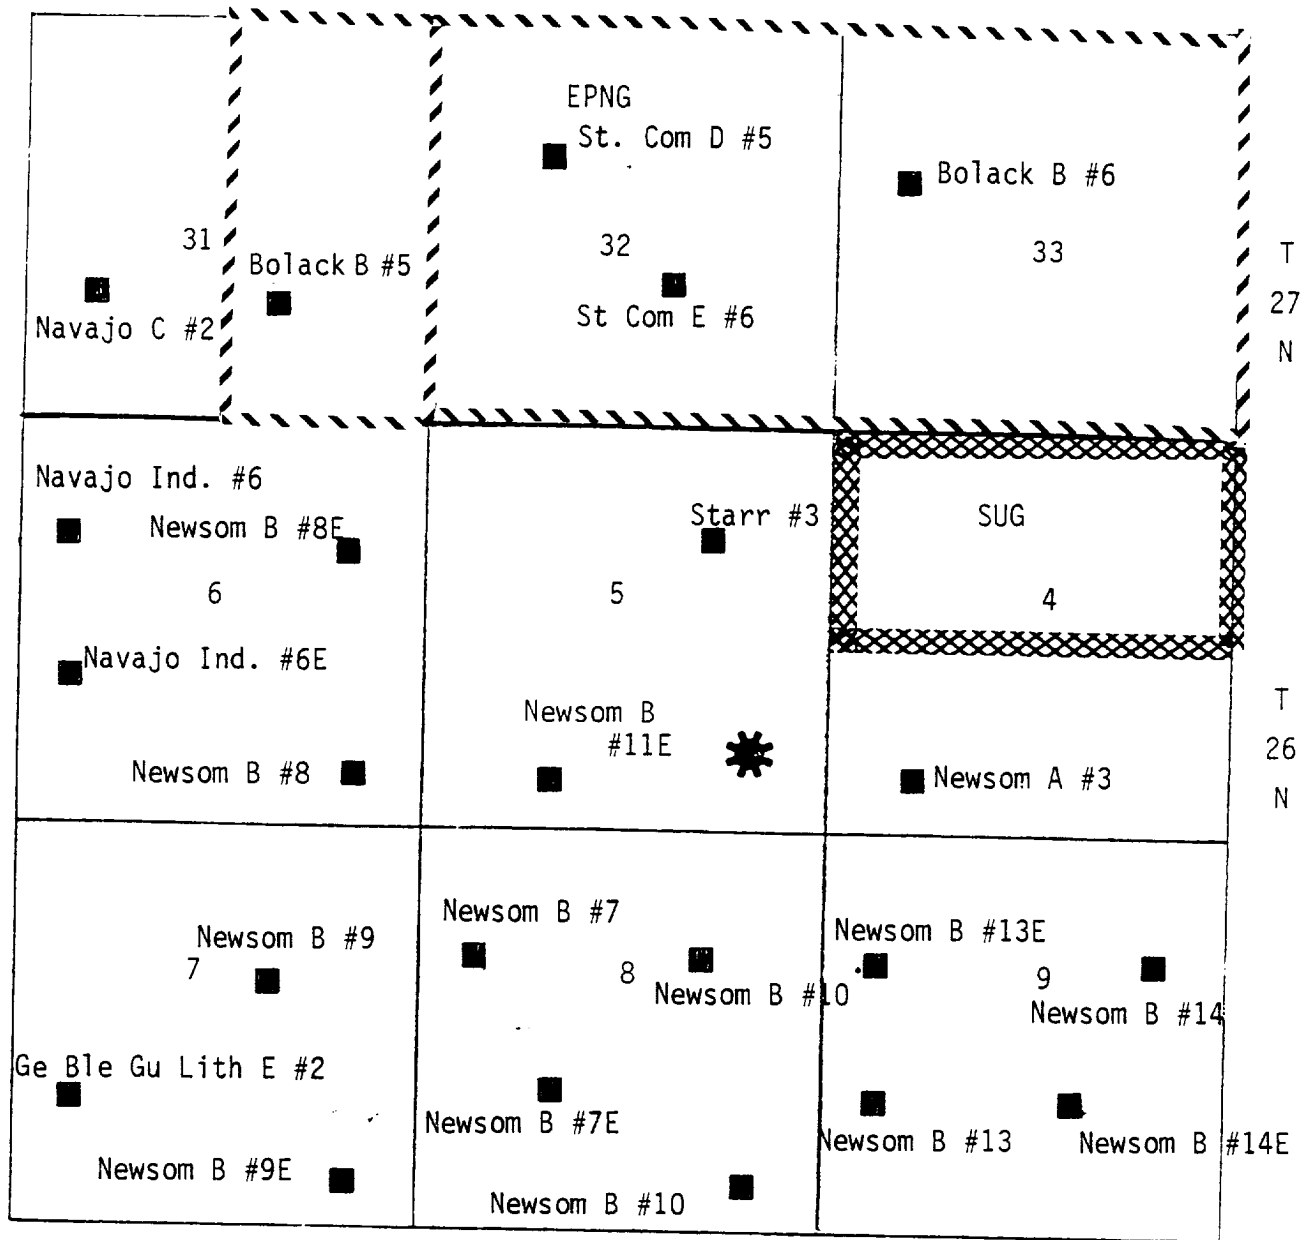 EPNG
St. Com D #5
Bolack B #6
31
Bolack B #5
32
33
T
27
N
Navajo C #2
St Com E #6
Navajo Ind. #6
Newsom B #8E
Starr #3
SUG
6
5
4
Navajo Ind. #6E
Newsom B
#11E
T
26
N
Newsom B #8
Newsom A #3
Newsom B #7
Newsom B #13E
Newsom B #9
7
8
9
Newsom B #10
Newsom B #14
Ge Ble Gu Lith E #2
Newsom B #7E
Newsom B #13
Newsom B #14E
Newsom B #9E
Newsom B #10